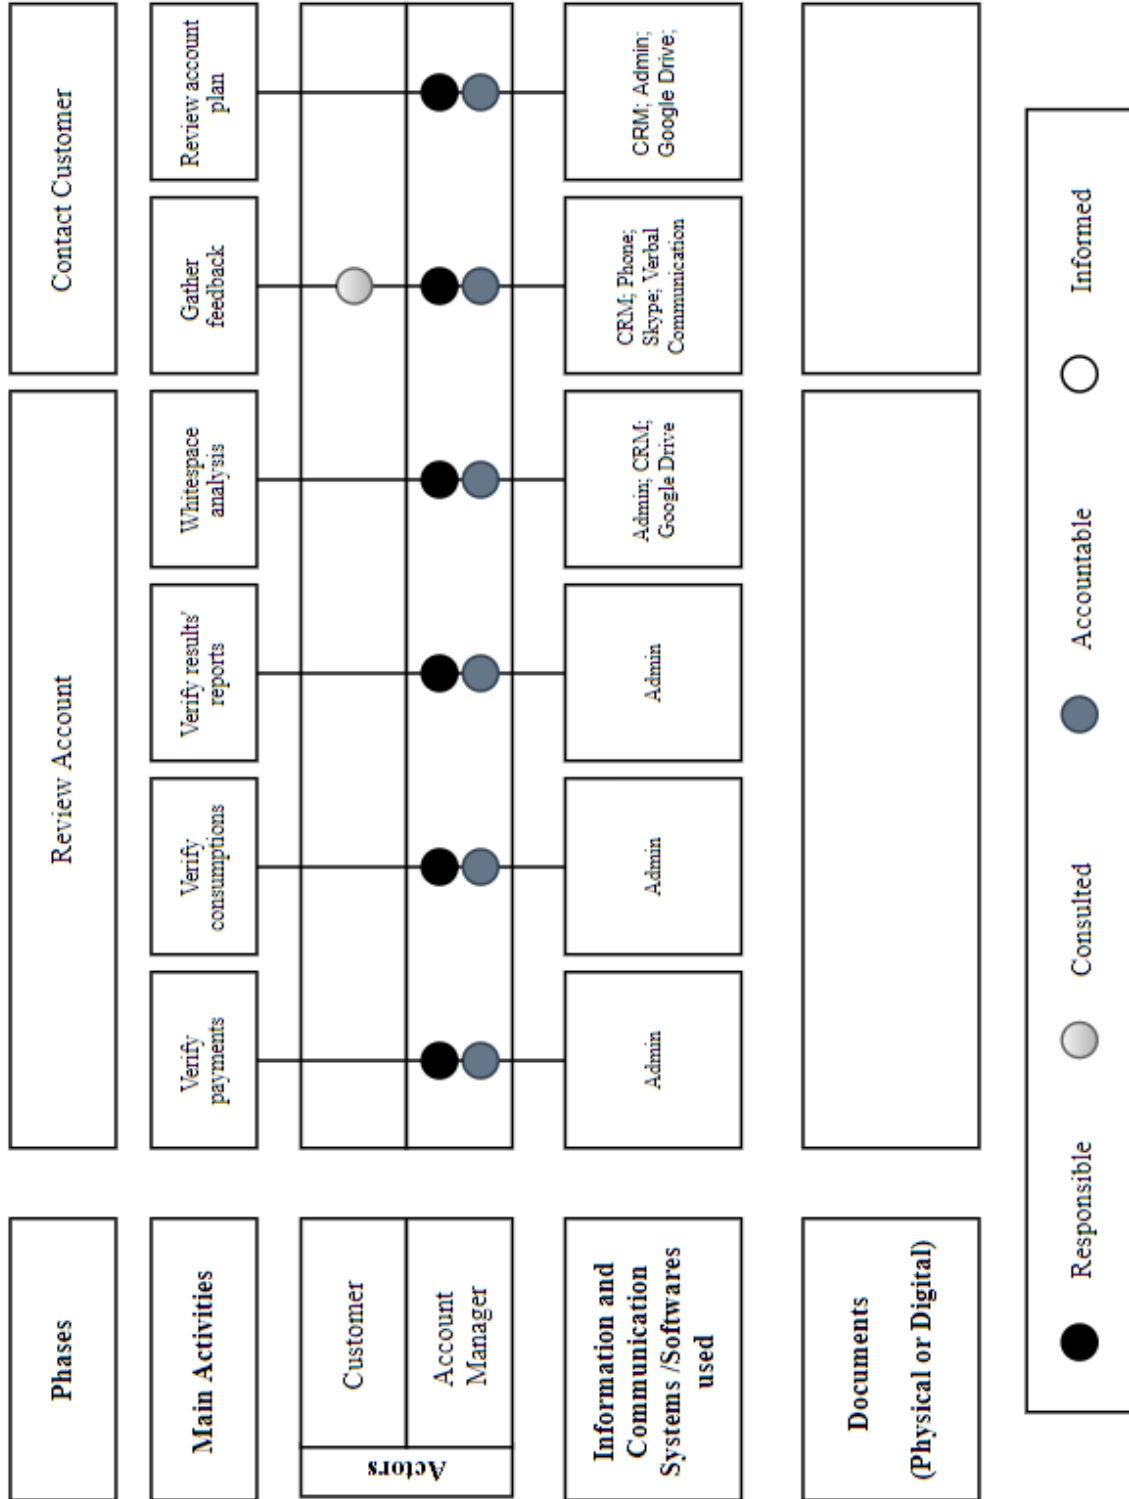 Phases
Review Account
Contact Customer
Main Activities
Verify
payments
Verify
consumptions
Verify results'
reports
Whitespace
analysis
Gather
feedback
Review account
plan
Actors
Customer
Account
Manager
Information and
Communication
Systems /Softwares
used
Admin
Admin
Admin
Admin; CRM;
Google Drive
CRM; Phone;
Skype; Verbal
Communication
CRM; Admin;
Google Drive;
Documents
(Physical or Digital)
Responsible
Consulted
Accountable
Informed